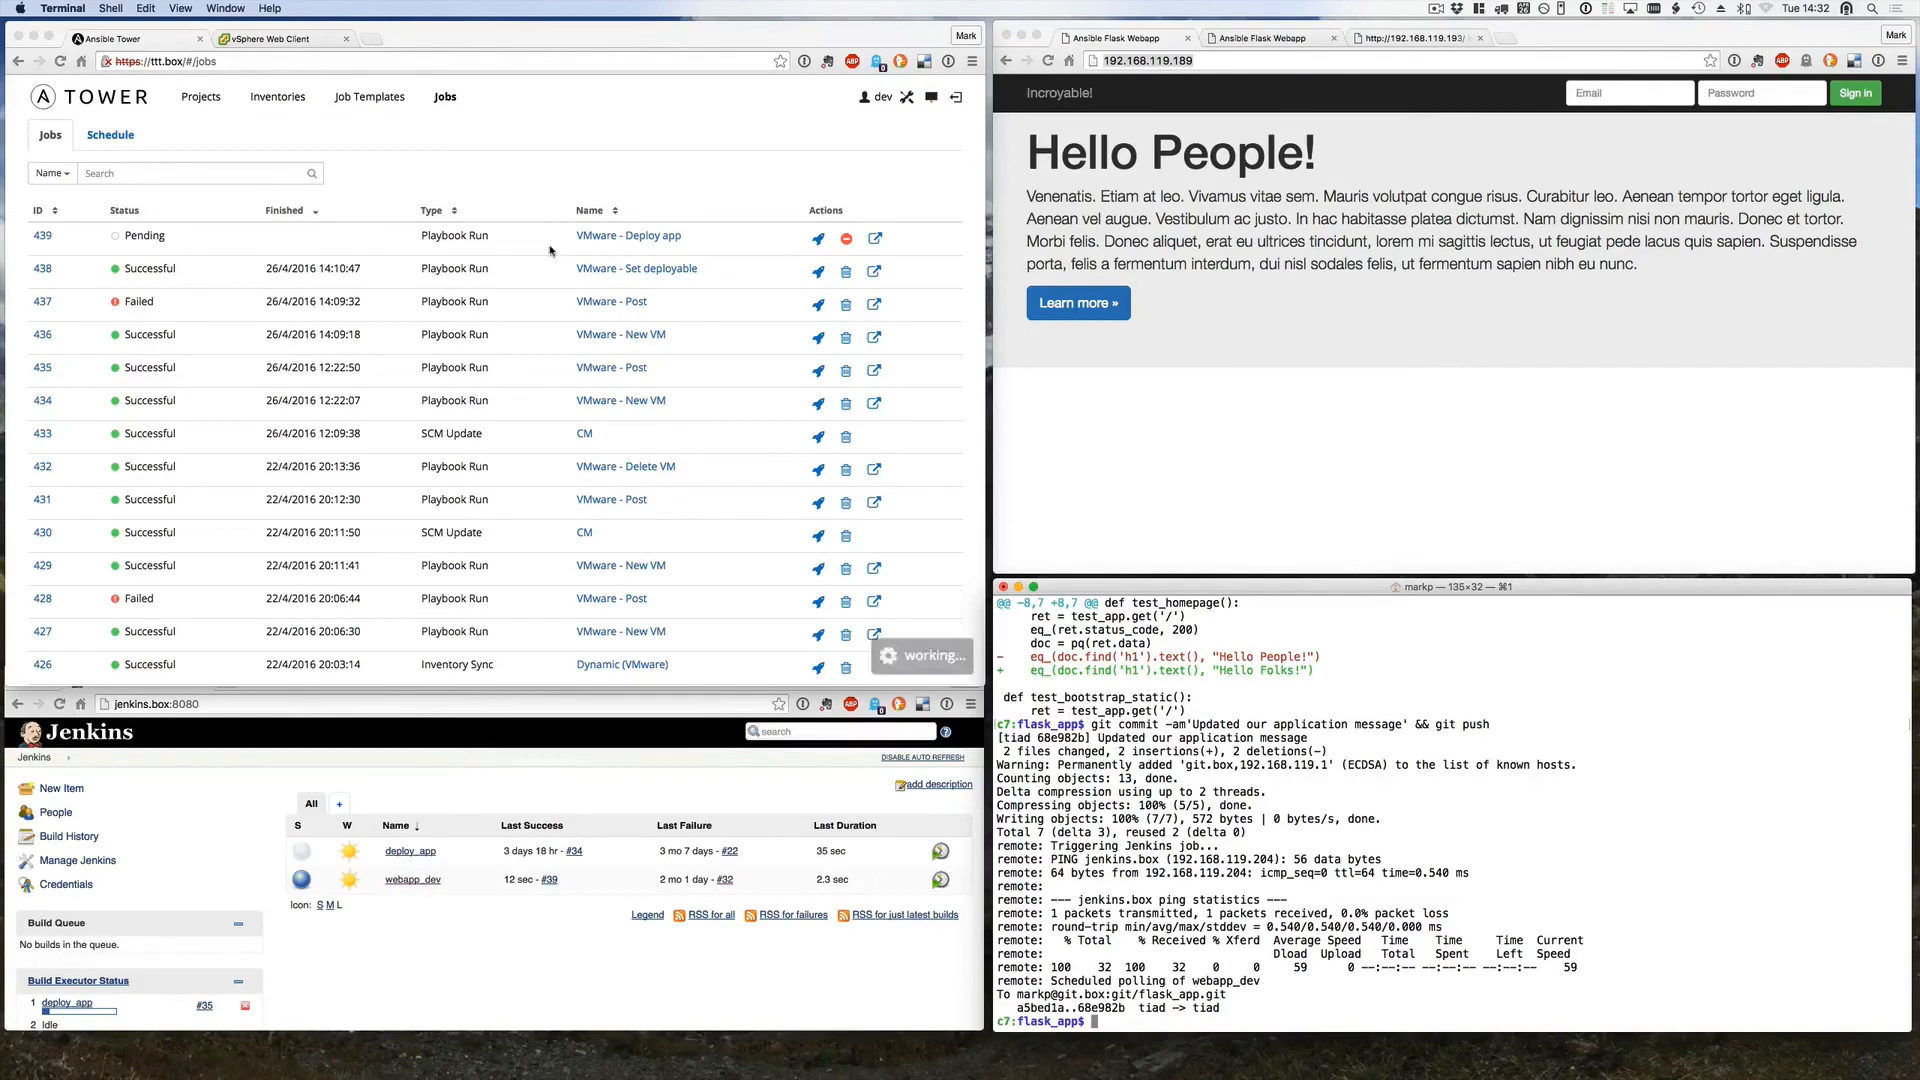 Terminal Shell Edit View Window Help
Tue 14:32
Ansible Tower
vSphere Web Client
Mark
https://ttt.box/#/jobs
TOWER
Projects
Inventories
Job Templates
Jobs
dev
Jobs
Schedule
Name
Search
ID Status Finished Type Name Actions
439 Pending Playbook Run VMware - Deploy app
438 Successful 26/4/2016 14:10:47 Playbook Run VMware - Set deployable
437 Failed 26/4/2016 14:09:32 Playbook Run VMware - Post
436 Successful 26/4/2016 14:09:18 Playbook Run VMware - New VM
435 Successful 26/4/2016 12:22:50 Playbook Run VMware - Post
434 Successful 26/4/2016 12:22:07 Playbook Run VMware - New VM
433 Successful 26/4/2016 12:09:38 SCM Update CM
432 Successful 22/4/2016 20:13:36 Playbook Run VMware - Delete VM
431 Successful 22/4/2016 20:12:30 Playbook Run VMware - Post
430 Successful 22/4/2016 20:11:50 SCM Update CM
429 Successful 22/4/2016 20:11:41 Playbook Run VMware - New VM
428 Failed 22/4/2016 20:06:44 Playbook Run VMware - Post
427 Successful 22/4/2016 20:06:30 Playbook Run VMware - New VM
426 Successful 22/4/2016 20:03:14 Inventory Sync Dynamic (VMware)
working...
jenkins.box:8080
Jenkins
search
Jenkins
DISABLE AUTO REFRESH
New Item
People
Build History
Manage Jenkins
Credentials
Build Queue
No builds in the queue.
Build Executor Status
1 deploy_app #35
2 Idle
add description
All +
S W Name ↓ Last Success Last Failure Last Duration
deploy_app 3 days 18 hr - #34 3 mo 7 days - #22 35 sec
webapp_dev 12 sec - #39 2 mo 1 day - #32 2.3 sec
Icon: S M L
Legend RSS for all RSS for failures RSS for just latest builds
Ansible Flask Webapp
Ansible Flask Webapp
http://192.168.119.193/
Mark
192.168.119.189
Incroyable!
Email
Password
Sign in
Hello People!
Venenatis. Etiam at leo. Vivamus vitae sem. Mauris volutpat congue risus. Curabitur leo. Aenean tempor tortor eget ligula.
Aenean vel augue. Vestibulum ac justo. In hac habitasse platea dictumst. Nam dignissim nisi non mauris. Donec et tortor.
Morbi felis. Donec aliquet, erat eu ultrices tincidunt, lorem mi sagittis lectus, ut feugiat pede lacus quis sapien. Suspendisse
porta, felis a fermentum interdum, dui nisl sodales felis, ut fermentum sapien nibh eu nunc.
Learn more »
markp — 135×32 — ⌘1
@@ -8,7 +8,7 @@ def test_homepage():
ret = test_app.get('/')
eq_(ret.status_code, 200)
doc = pq(ret.data)
- eq_(doc.find('h1').text(), "Hello People!")
+ eq_(doc.find('h1').text(), "Hello Folks!")
def test_bootstrap_static():
ret = test_app.get('/')
c7:flask_app$ git commit -am'Updated our application message' && git push
[tiad 68e982b] Updated our application message
2 files changed, 2 insertions(+), 2 deletions(-)
Warning: Permanently added 'git.box,192.168.119.1' (ECDSA) to the list of known hosts.
Counting objects: 13, done.
Delta compression using up to 2 threads.
Compressing objects: 100% (5/5), done.
Writing objects: 100% (7/7), 572 bytes | 0 bytes/s, done.
Total 7 (delta 3), reused 2 (delta 0)
remote: Triggering Jenkins job...
remote: PING jenkins.box (192.168.119.204): 56 data bytes
remote: 64 bytes from 192.168.119.204: icmp_seq=0 ttl=64 time=0.540 ms
remote:
remote: --- jenkins.box ping statistics ---
remote: 1 packets transmitted, 1 packets received, 0.0% packet loss
remote: round-trip min/avg/max/stddev = 0.540/0.540/0.540/0.000 ms
remote: % Total % Received % Xferd Average Speed Time Time Time Current
remote: Dload Upload Total Spent Left Speed
remote: 100 32 100 32 0 0 59 0 --:--:-- --:--:-- --:--:-- 59
remote: Scheduled polling of webapp_dev
To markp@git.box:git/flask_app.git
a5bed1a..68e982b tiad -> tiad
c7:flask_app$